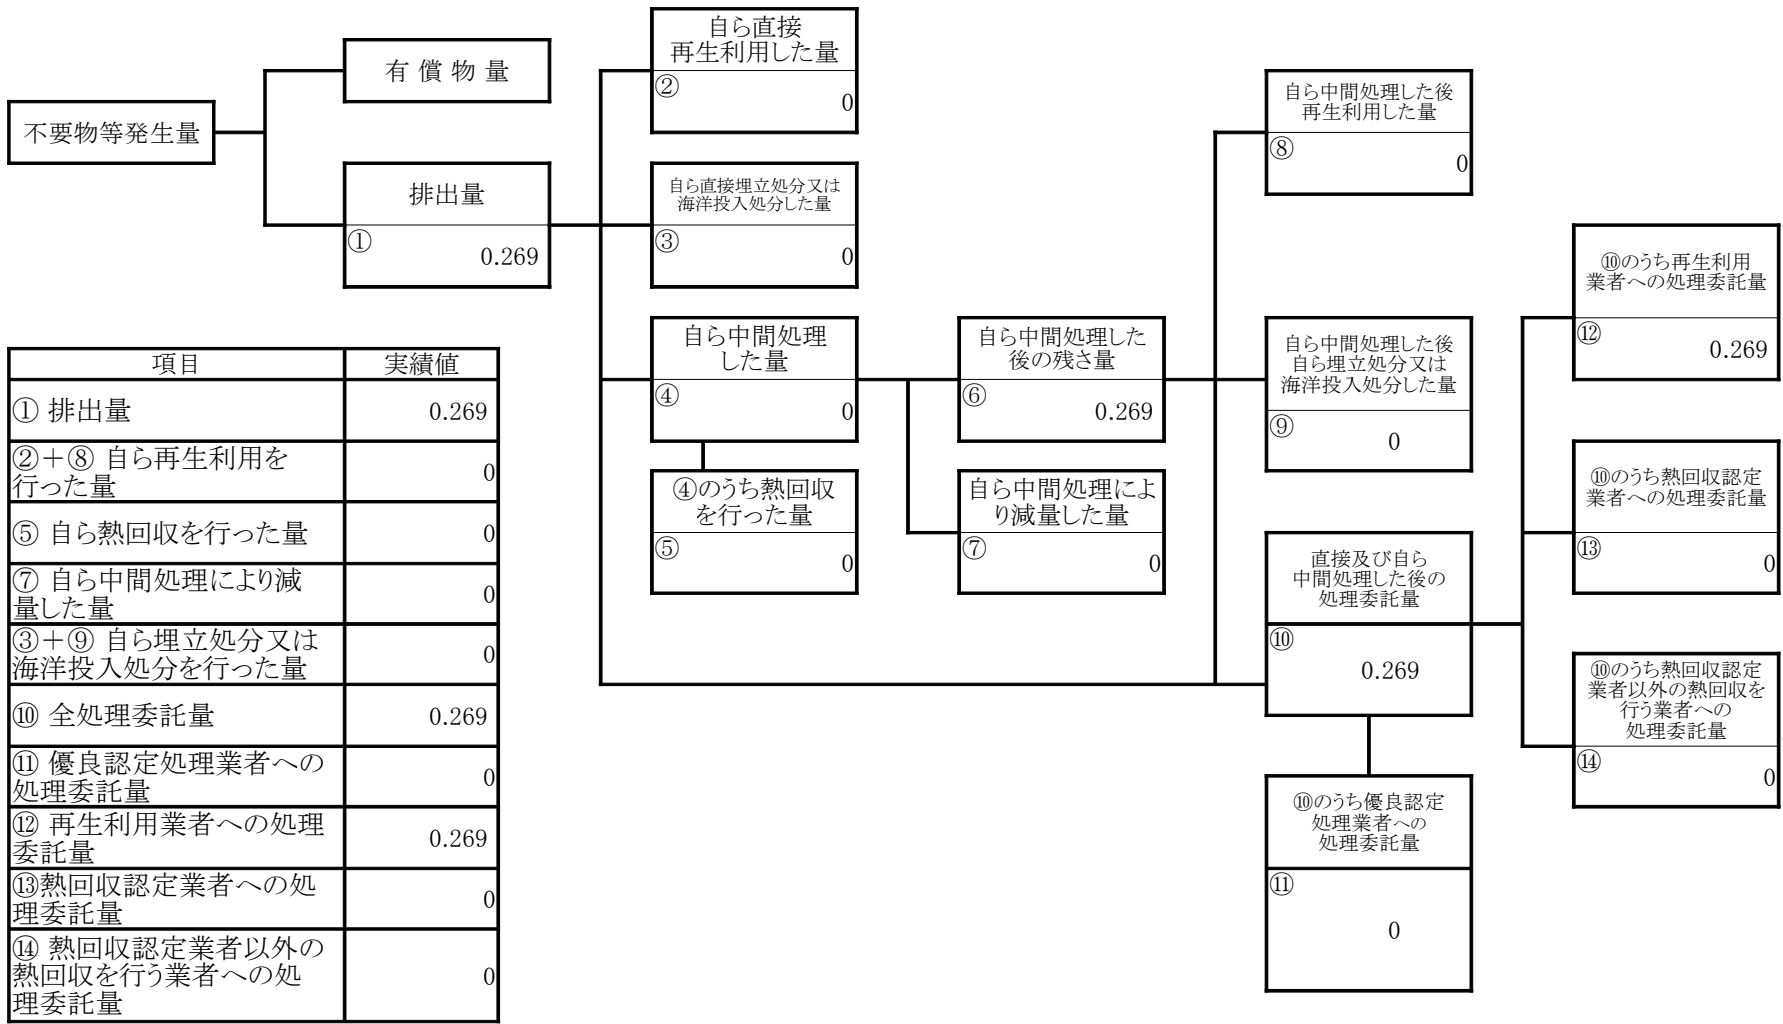 不要物等発生量
有 償 物 量
排出量
①
0.269
自ら直接
再生利用した量
②
0
自ら直接埋立処分又は
海洋投入処分した量
③
0
自ら中間処理
した量
④
0
④のうち熱回収
を行った量
⑤
0
自ら中間処理した
後の残さ量
⑥
0.269
自ら中間処理によ
り減量した量
⑦
0
自ら中間処理した後
再生利用した量
⑧
0
自ら中間処理した後
自ら埋立処分又は
海洋投入処分した量
⑨
0
直接及び自ら
中間処理した後の
処理委託量
⑩
0.269
⑩のうち優良認定
処理業者への
処理委託量
⑪
0
⑩のうち再生利用
業者への処理委託量
⑫
0.269
⑩のうち熱回収認定
業者への処理委託量
⑬
0
⑩のうち熱回収認定
業者以外の熱回収を
行う業者への
処理委託量
⑭
0
項目 実績値
① 排出量 0.269
②＋⑧ 自ら再生利用を
行った量 0
⑤ 自ら熱回収を行った量 0
⑦ 自ら中間処理により減
量した量 0
③＋⑨ 自ら埋立処分又は
海洋投入処分を行った量 0
⑩ 全処理委託量 0.269
⑪ 優良認定処理業者への
処理委託量 0
⑫ 再生利用業者への処理
委託量 0.269
⑬熱回収認定業者への処
理委託量 0
⑭ 熱回収認定業者以外の
熱回収を行う業者への処
理委託量 0